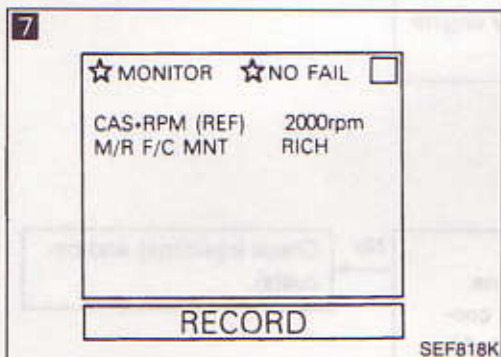 7
☆ MONITOR ☆ NO FAIL
CAS•RPM (REF) 2000rpm
M/R F/C MNT RICH
RECORD
SEF818K